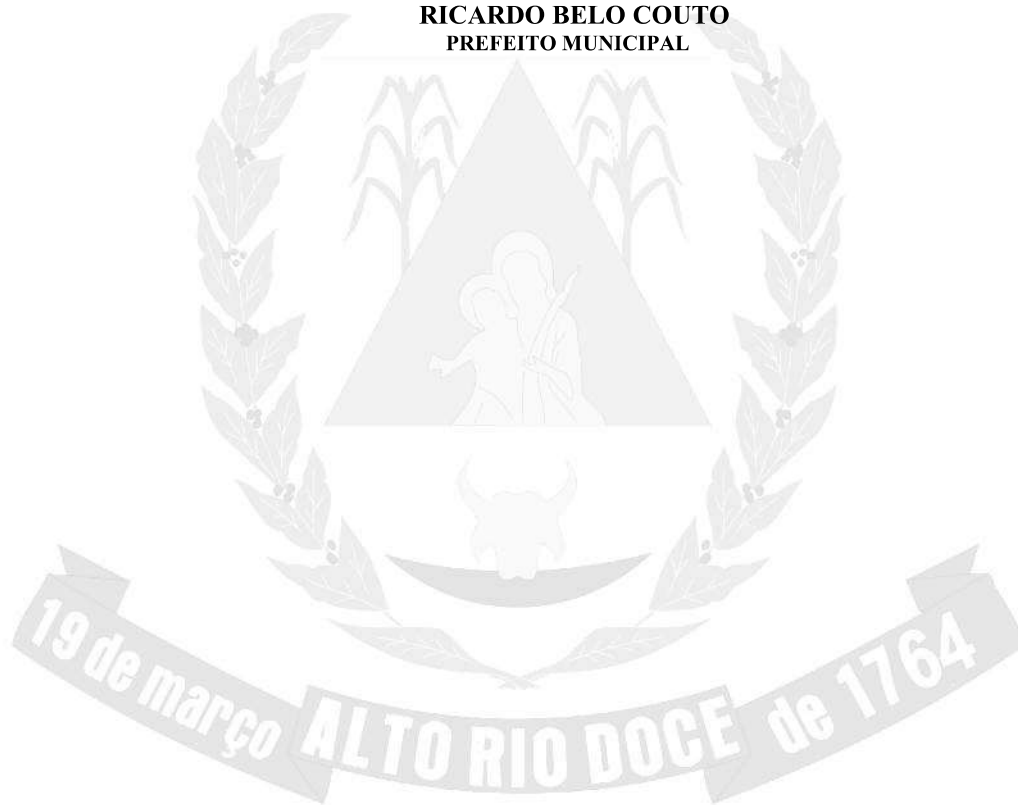 RICARDO BELO COUTO
PREFEITO MUNICIPAL
19 de março ALTO RIO DOCE de 1764